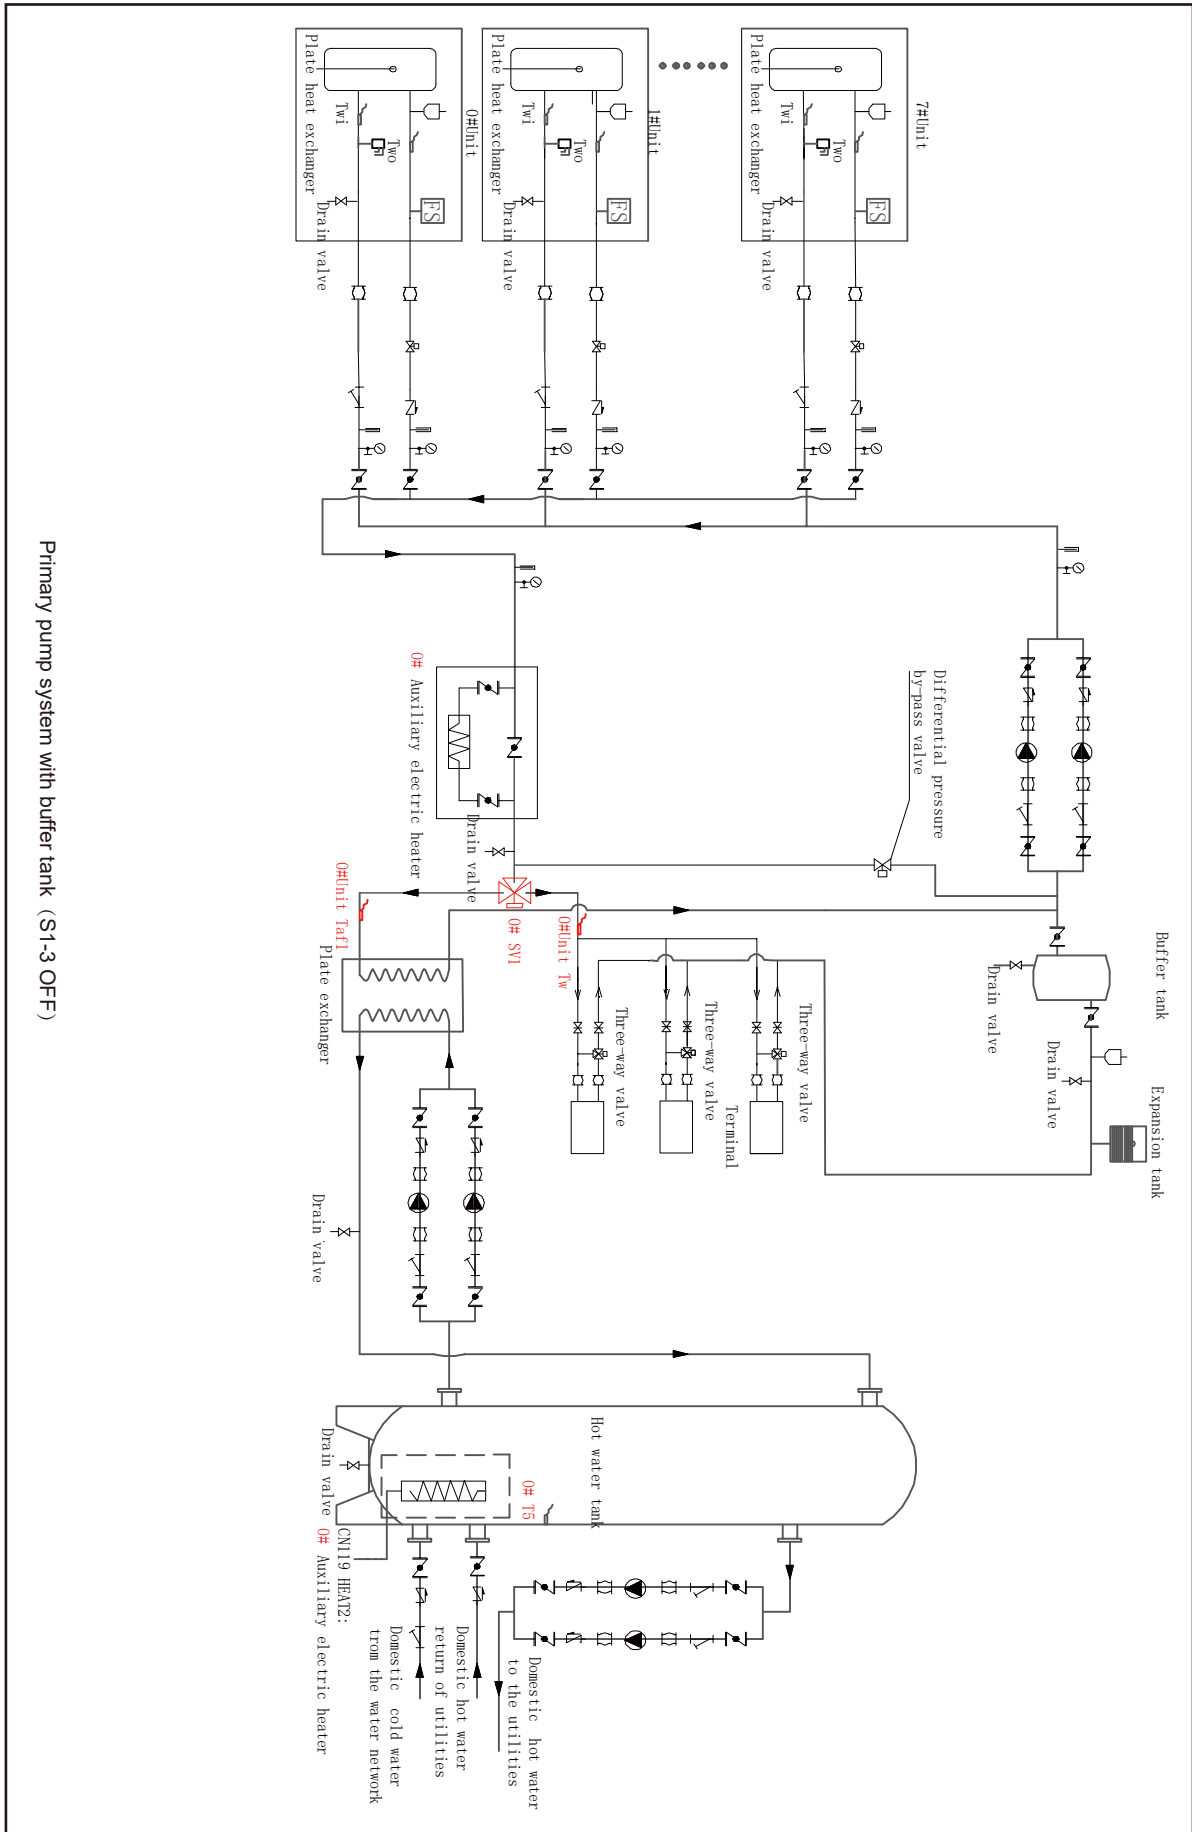 Plate heat exchanger
Twi
Two
0#Unit
FS
Drain valve
Plate heat exchanger
Twi
Two
1#Unit
FS
Drain valve
Plate heat exchanger
Twi
Two
7#Unit
FS
Drain valve
Differential pressure
by-pass valve
0# Auxiliary electric heater
Drain valve
0# SV1
0#Unit Taf1
0#Unit Tw
Plate exchanger
Three-way valve
Three-way valve
Three-way valve
Terminal
Buffer tank
Drain valve
Drain valve
Expansion tank
Drain valve
Hot water tank
0# T5
Drain valve
CN119 HEAT2:
0# Auxiliary electric heater
Domestic hot water
to the utilities
Domestic hot water
return of utilities
Domestic cold water
trom the water network
Primary pump system with buffer tank (S1-3 OFF)